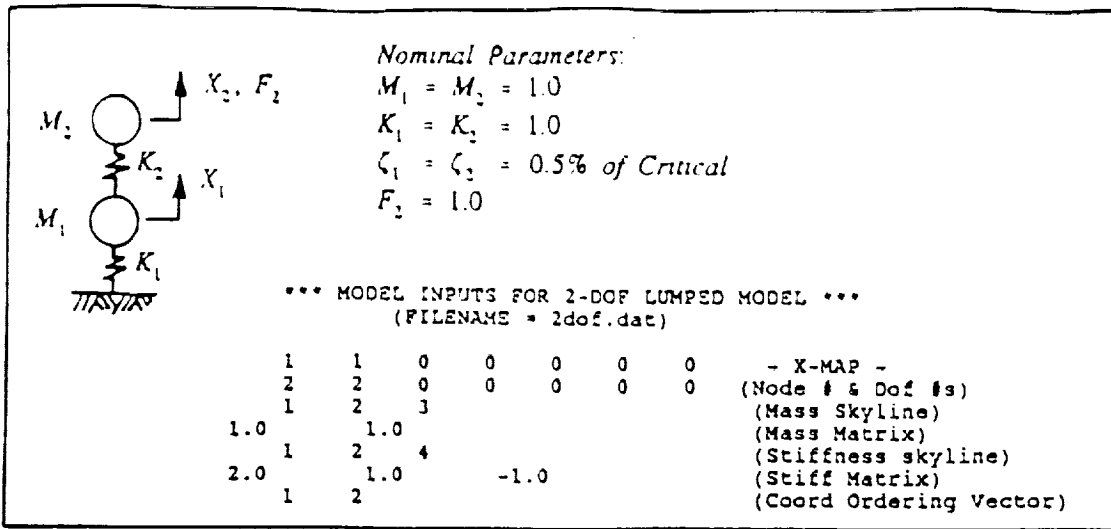 Nominal Parameters:
M₁ = M₂ = 1.0
K₁ = K₂ = 1.0
ζ₁ = ζ₂ = 0.5% of Critical
F₂ = 1.0
X₂, F₂
M₂
K₂
X₁
M₁
K₁
*** MODEL INPUTS FOR 2-DOF LUMPED MODEL ***
(FILENAME = 2dof.dat)
1 1 0 0 0 0 0 - X-MAP -
2 2 0 0 0 0 0 (Node # & Dof #s)
1 2 3 (Mass Skyline)
1.0 1.0 (Mass Matrix)
1 2 4 (Stiffness skyline)
2.0 1.0 -1.0 (Stiff Matrix)
1 2 (Coord Ordering Vector)